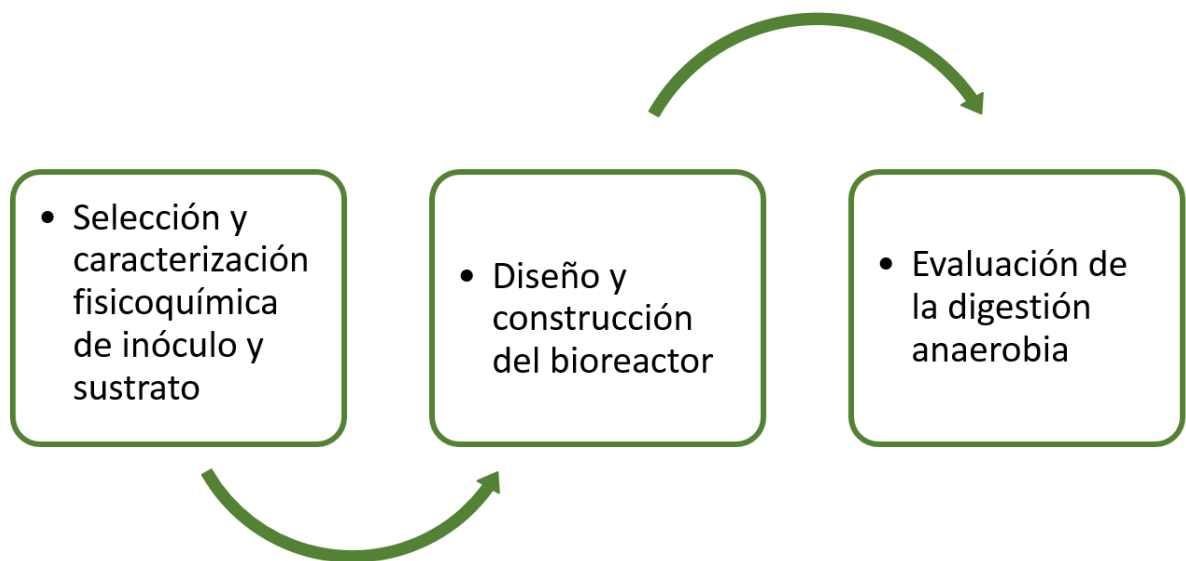 • Selección y
caracterización
fisicoquímica
de inóculo y
sustrato
• Diseño y
construcción
del bioreactor
• Evaluación de
la digestión
anaerobia